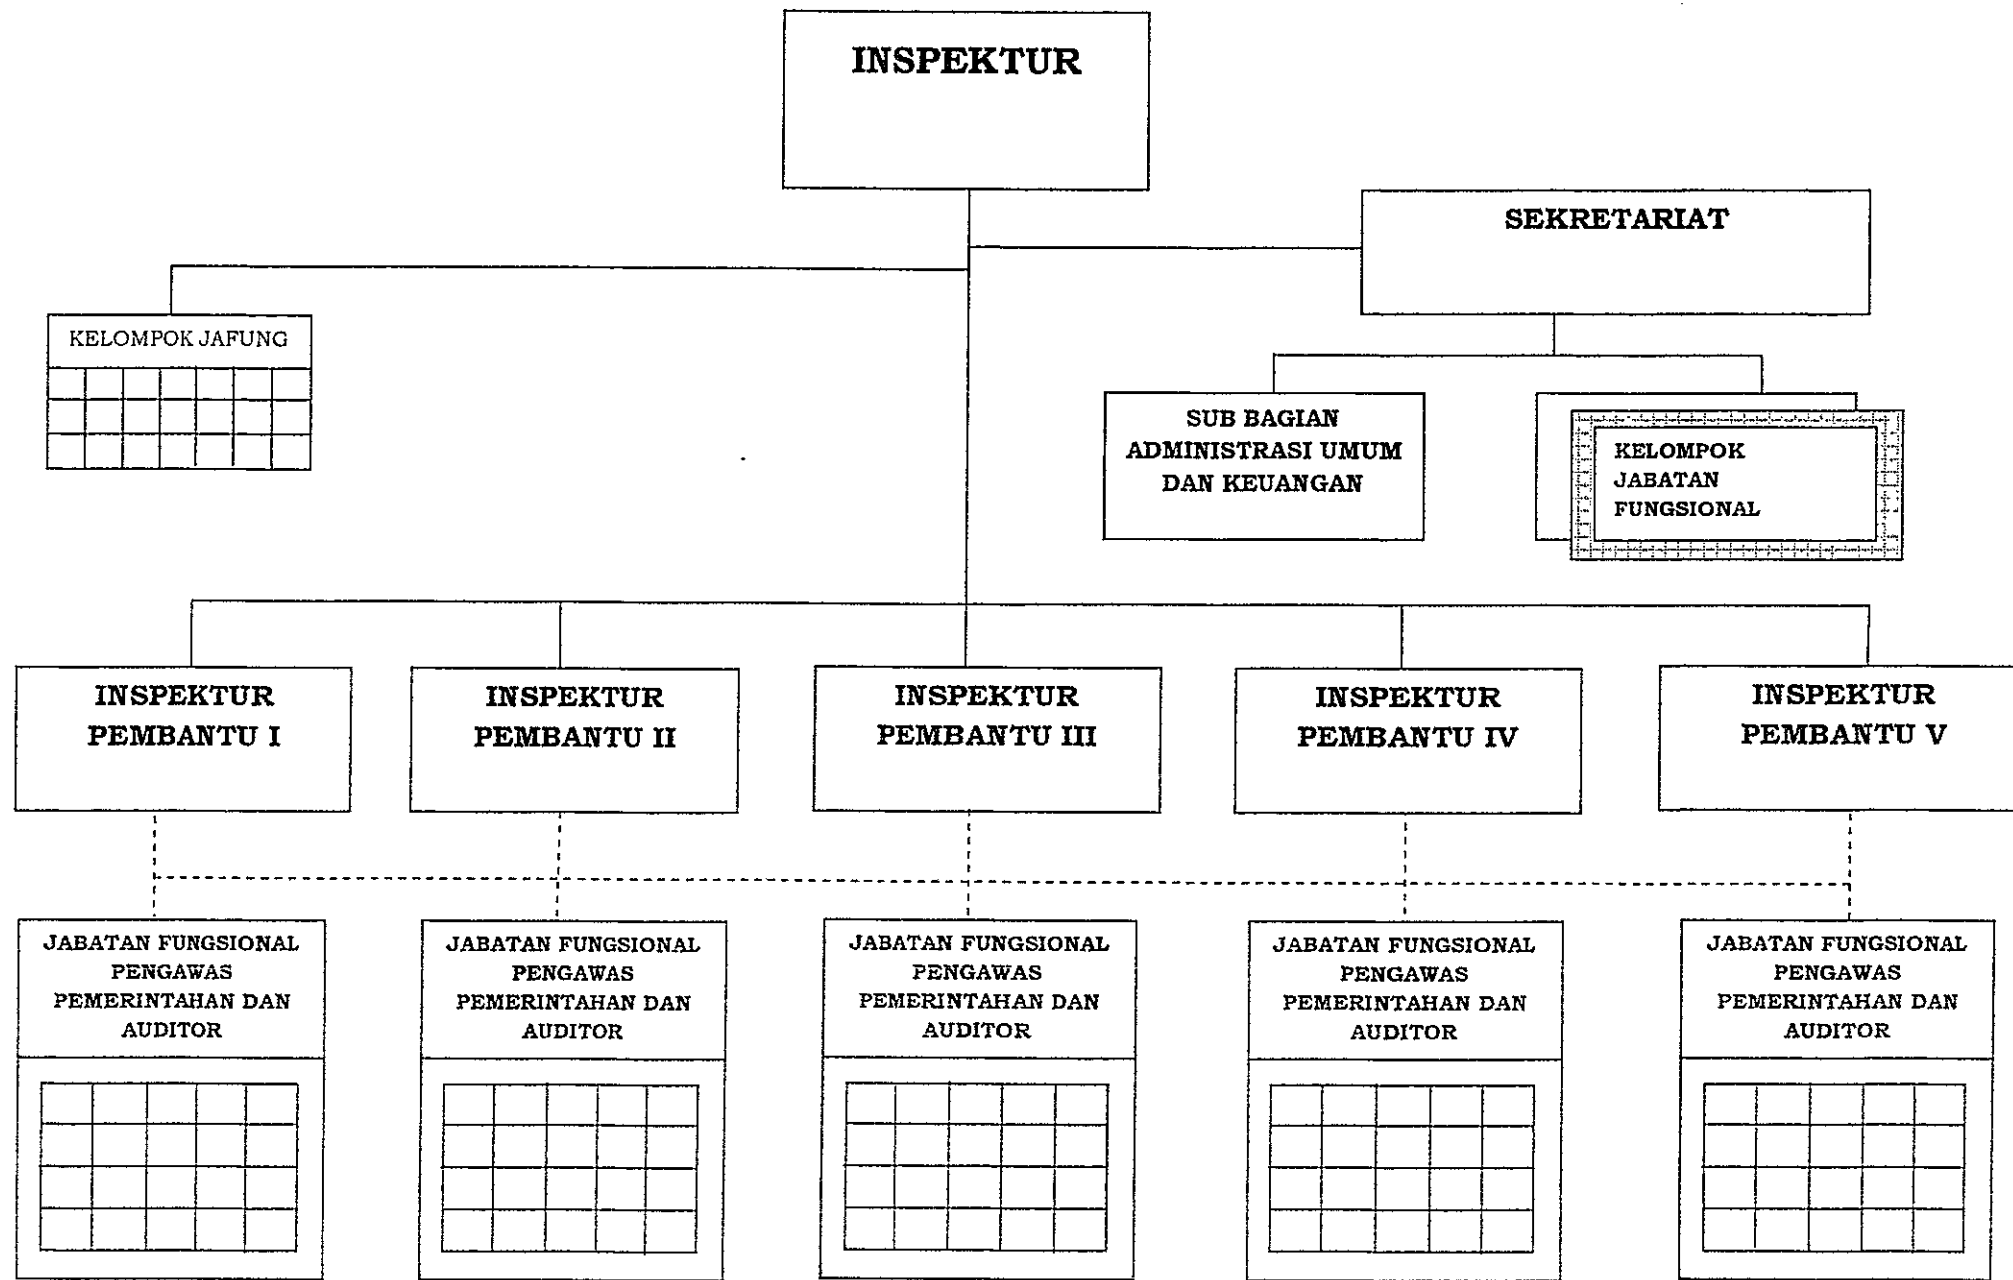 INSPEKTUR
SEKRETARIAT
KELOMPOK JAFUNG
SUB BAGIAN
ADMINISTRASI UMUM
DAN KEUANGAN
KELOMPOK
JABATAN
FUNGSIONAL
INSPEKTUR
PEMBANTU I
INSPEKTUR
PEMBANTU II
INSPEKTUR
PEMBANTU III
INSPEKTUR
PEMBANTU IV
INSPEKTUR
PEMBANTU V
JABATAN FUNGSIONAL
PENGAWAS
PEMERINTAHAN DAN
AUDITOR
JABATAN FUNGSIONAL
PENGAWAS
PEMERINTAHAN DAN
AUDITOR
JABATAN FUNGSIONAL
PENGAWAS
PEMERINTAHAN DAN
AUDITOR
JABATAN FUNGSIONAL
PENGAWAS
PEMERINTAHAN DAN
AUDITOR
JABATAN FUNGSIONAL
PENGAWAS
PEMERINTAHAN DAN
AUDITOR